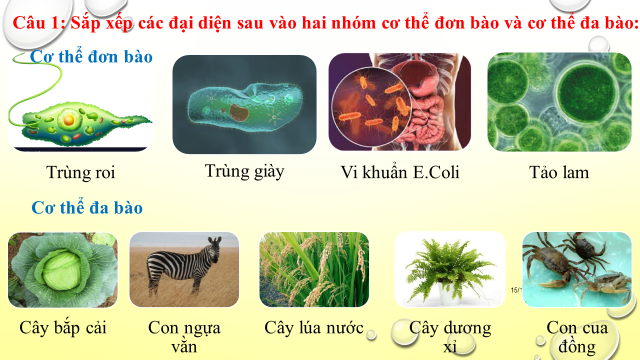 Câu 1: Sắp xếp các đại diện sau vào hai nhóm cơ thể đơn bào và cơ thể đa bào:
Cơ thể đơn bào
Trùng roi
Trùng giày
Vi khuẩn E.Coli
Tảo lam
Cơ thể đa bào
15/
Cây bắp cải
Con ngựa
vằn
Cây lúa nước
Cây dương
xỉ
Con cua
đồng